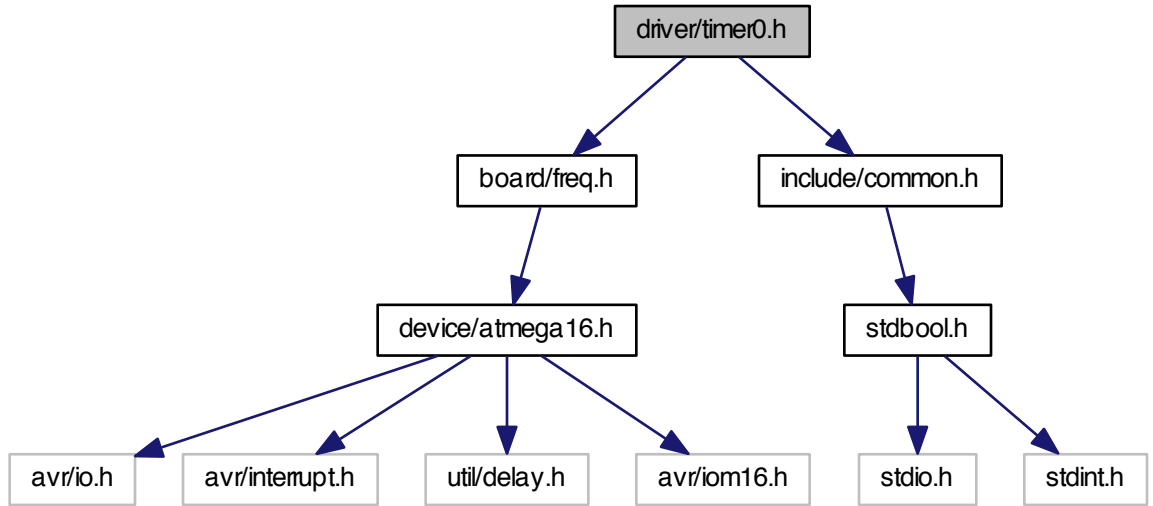 driver/timer0.h
board/freq.h
include/common.h
device/atmega16.h
stdbool.h
avr/io.h
avr/interrupt.h
util/delay.h
avr/iom16.h
stdio.h
stdint.h